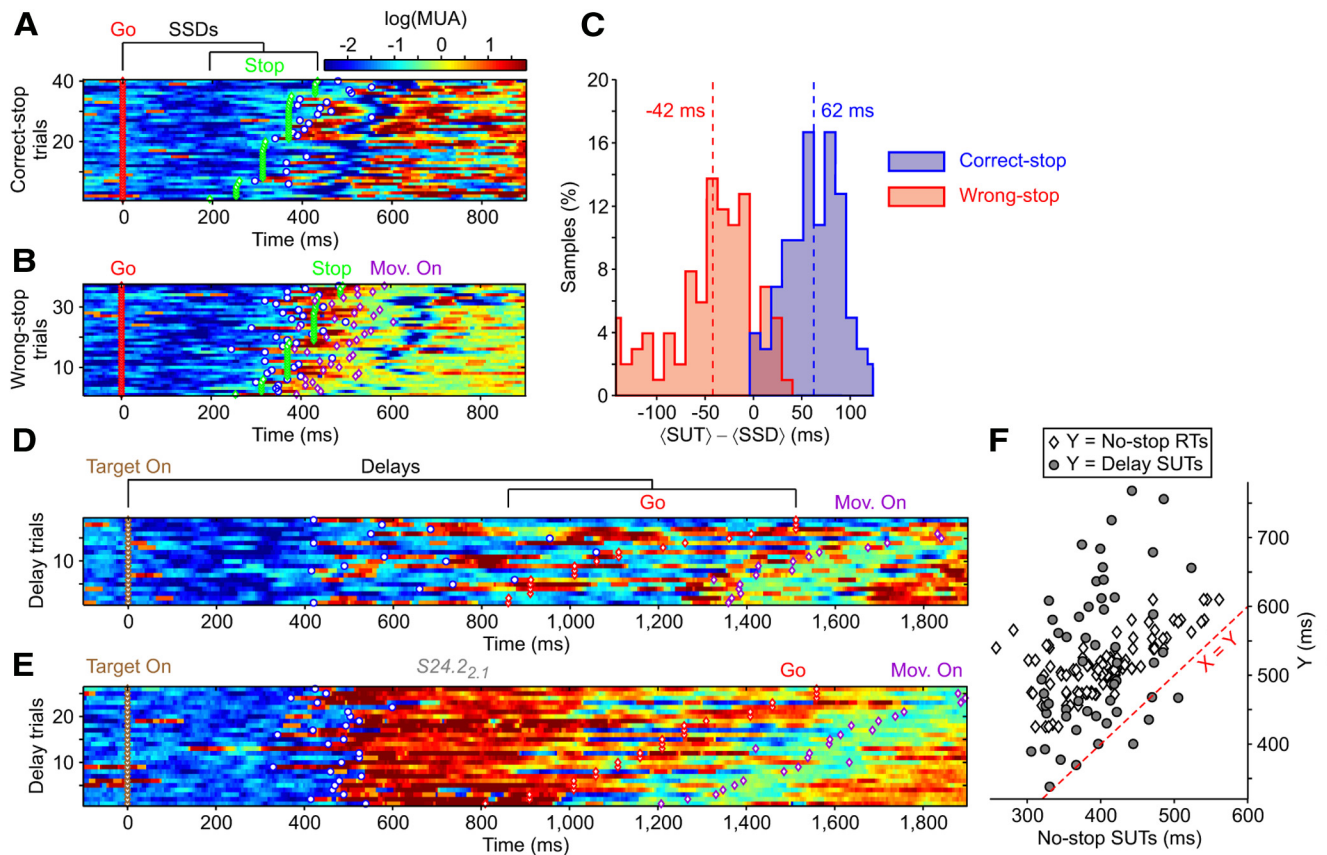 A
Go
SSDs
log(MUA)
-2 -1 0 1
Stop
Correct-stop
trials
40
20
0 200 400 600 800
Time (ms)
B
Go
Stop
Mov. On
Wrong-stop
trials
30
10
0 200 400 600 800
Time (ms)
C
20
16
12
8
4
0
Samples (%)
-42 ms
62 ms
Correct-stop
Wrong-stop
-100 -50 0 50 100
⟨SUT⟩ – ⟨SSD⟩ (ms)
D
Target On
Delays
Go
Mov. On
Delay trials
10
0 200 400 600 800 1,000 1,200 1,400 1,600 1,800
Time (ms)
E
Target On
S24.22.1
Go
Mov. On
Delay trials
20
10
0 200 400 600 800 1,000 1,200 1,400 1,600 1,800
Time (ms)
F
Y = No-stop RTs
Y = Delay SUTs
700
600
500
400
Y (ms)
X = Y
300 400 500 600
No-stop SUTs (ms)